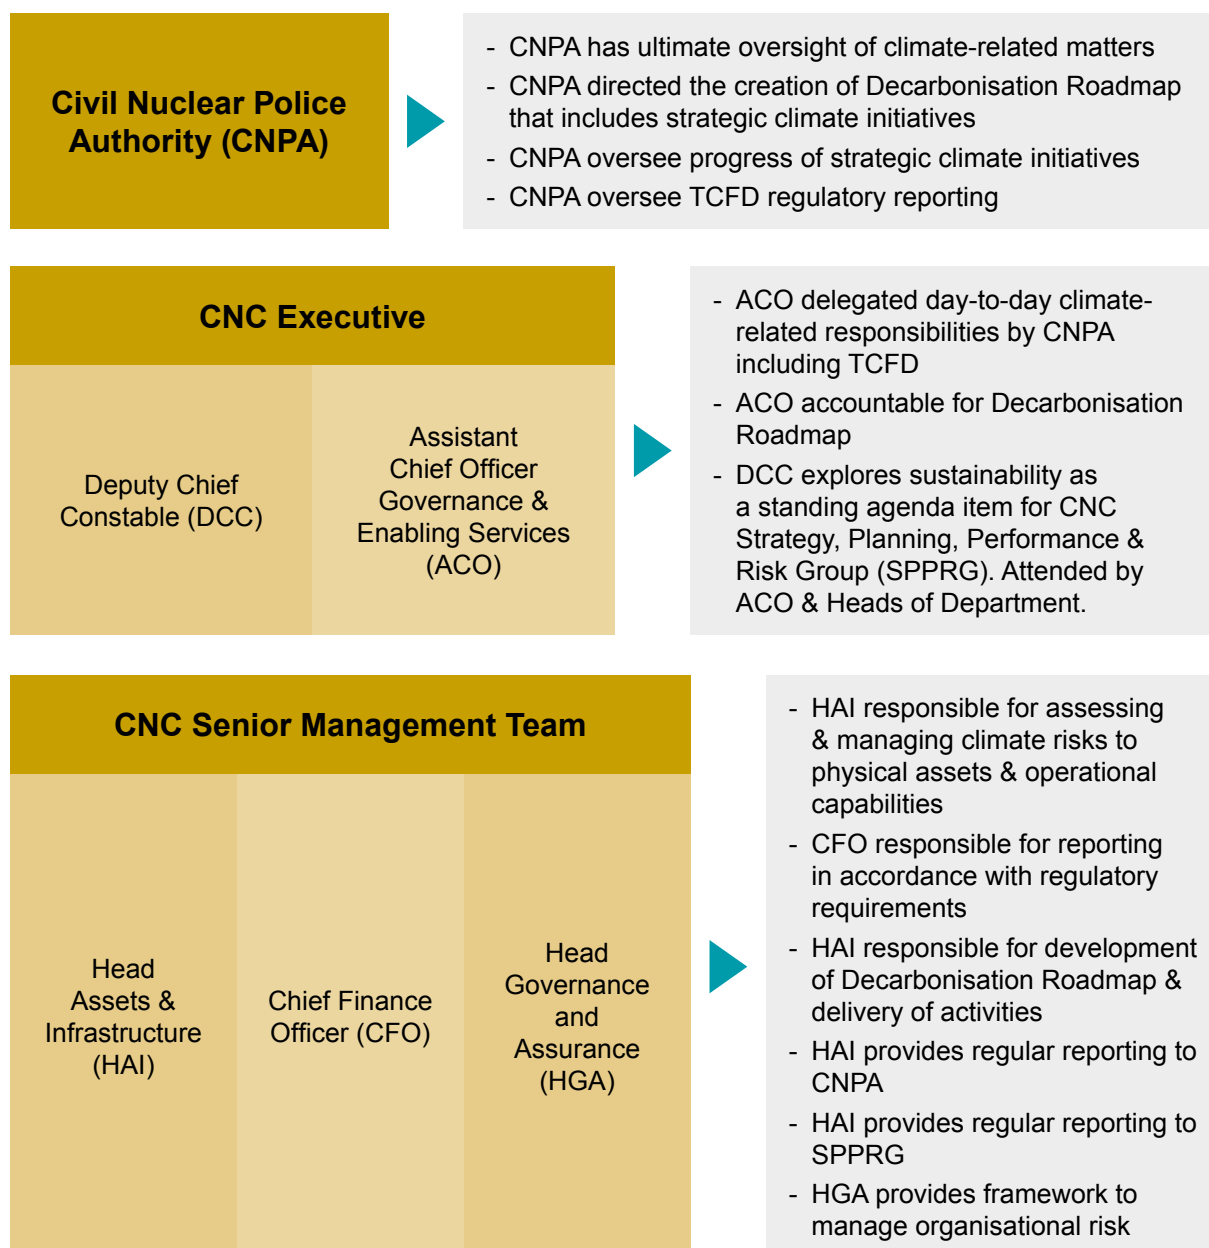 Civil Nuclear Police
Authority (CNPA)
- CNPA has ultimate oversight of climate-related matters
- CNPA directed the creation of Decarbonisation Roadmap
that includes strategic climate initiatives
- CNPA oversee progress of strategic climate initiatives
- CNPA oversee TCFD regulatory reporting
CNC Executive
Deputy Chief
Constable (DCC)
Assistant
Chief Officer
Governance &
Enabling Services
(ACO)
- ACO delegated day-to-day climate-
related responsibilities by CNPA
including TCFD
- ACO accountable for Decarbonisation
Roadmap
- DCC explores sustainability as
a standing agenda item for CNC
Strategy, Planning, Performance &
Risk Group (SPPRG). Attended by
ACO & Heads of Department.
CNC Senior Management Team
Head
Assets &
Infrastructure
(HAI)
Chief Finance
Officer (CFO)
Head
Governance
and
Assurance
(HGA)
- HAI responsible for assessing
& managing climate risks to
physical assets & operational
capabilities
- CFO responsible for reporting
in accordance with regulatory
requirements
- HAI responsible for development
of Decarbonisation Roadmap &
delivery of activities
- HAI provides regular reporting to
CNPA
- HAI provides regular reporting to
SPPRG
- HGA provides framework to
manage organisational risk